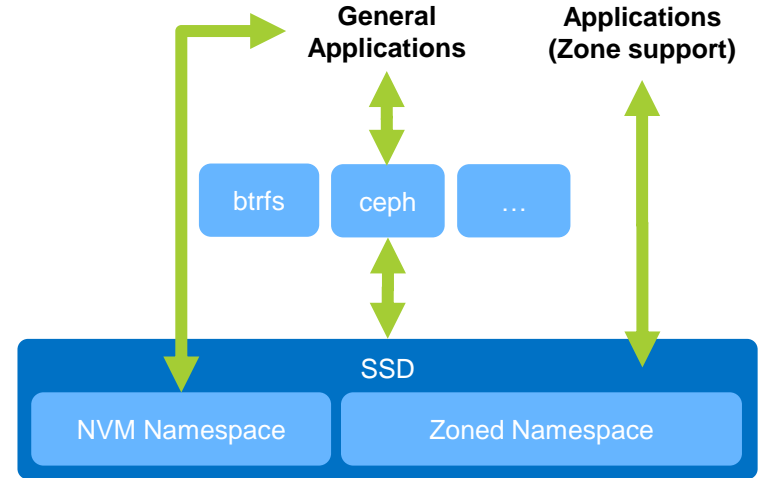 General
Applications
Applications
(Zone support)
btrfs
ceph
…
SSD
NVM Namespace
Zoned Namespace